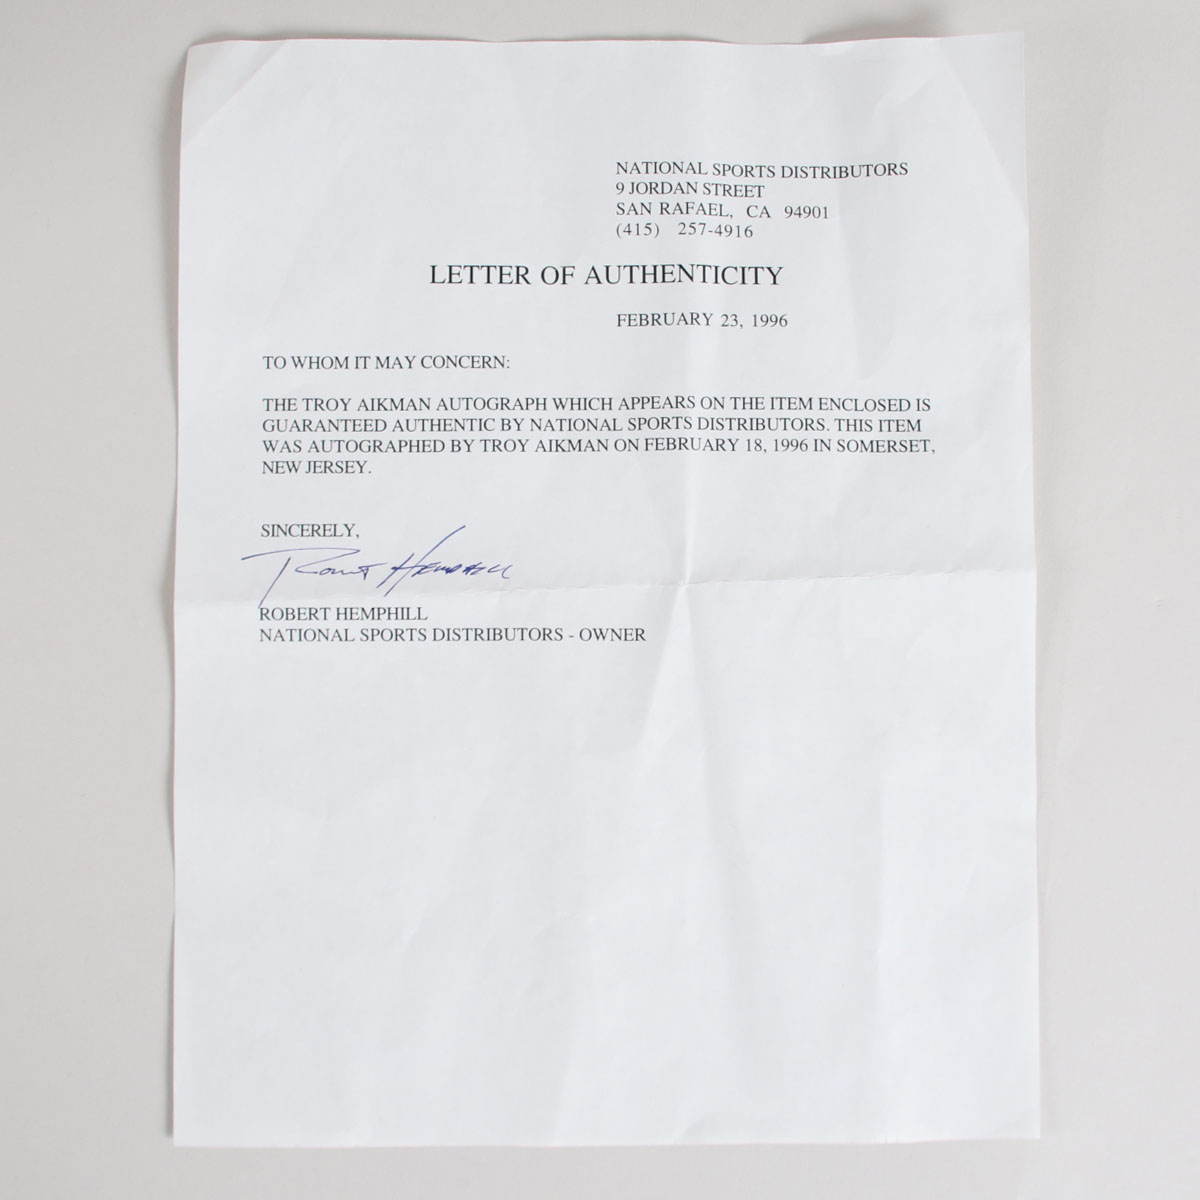 NATIONAL SPORTS DISTRIBUTORS
9 JORDAN STREET
SAN RAFAEL, CA 94901
(415) 257-4916
LETTER OF AUTHENTICITY
FEBRUARY 23, 1996
TO WHOM IT MAY CONCERN:
THE TROY AIKMAN AUTOGRAPH WHICH APPEARS ON THE ITEM ENCLOSED IS
GUARANTEED AUTHENTIC BY NATIONAL SPORTS DISTRIBUTORS. THIS ITEM
WAS AUTOGRAPHED BY TROY AIKMAN ON FEBRUARY 18, 1996 IN SOMERSET,
NEW JERSEY.
SINCERELY,
Robert Hemphill
ROBERT HEMPHILL
NATIONAL SPORTS DISTRIBUTORS - OWNER